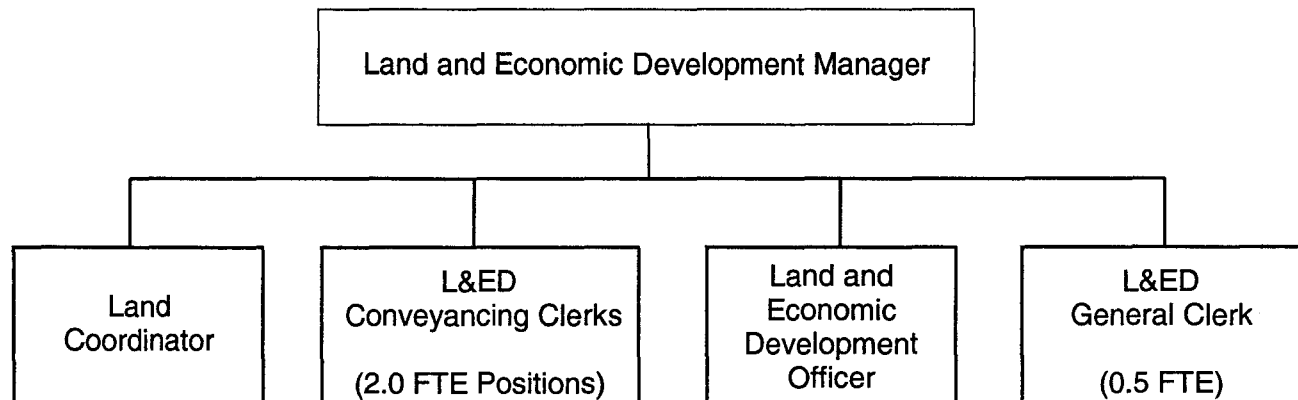 Land and Economic Development Manager
Land
Coordinator
L&ED
Conveyancing Clerks
(2.0 FTE Positions)
Land and
Economic
Development
Officer
L&ED
General Clerk
(0.5 FTE)